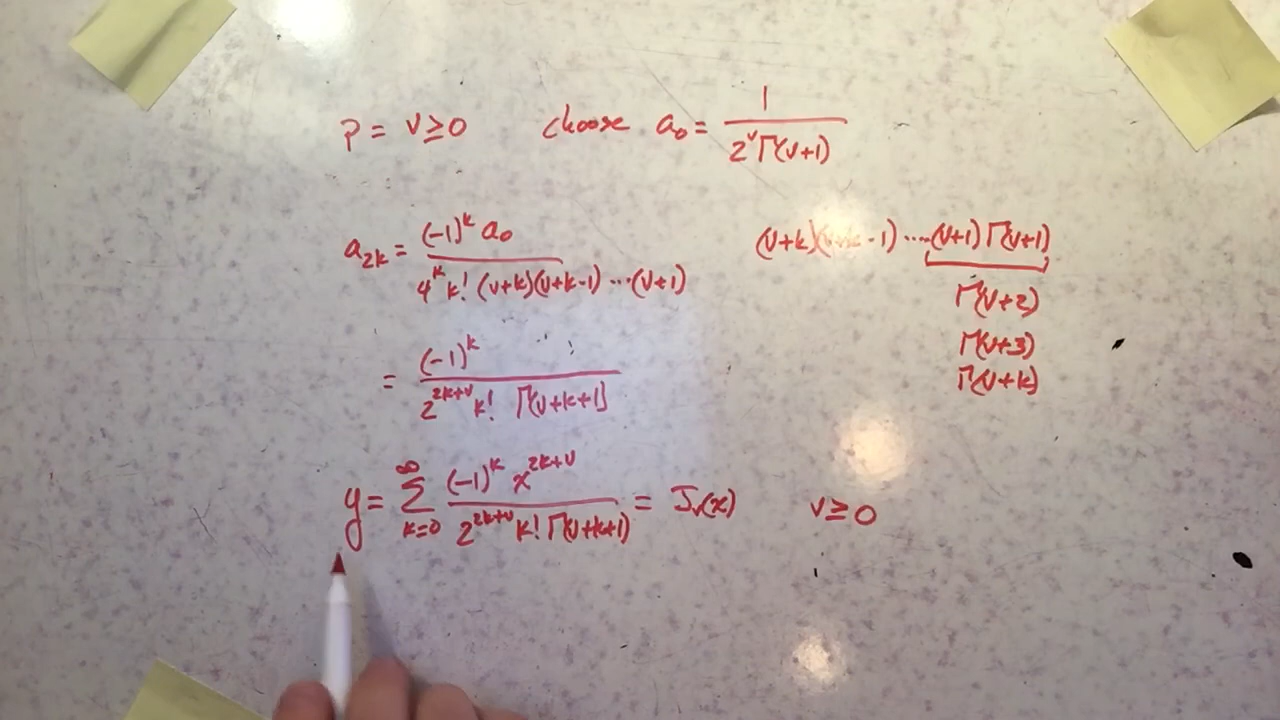 p = ν ≥ 0 choose a₀ = 1 / (2^ν Γ(ν+1))
a₂ₖ = (-1)^k a₀ / (4^k k! (ν+k)(ν+k-1) ⋯ (ν+1))
(ν+k)(ν+k-1) ⋯ (ν+1) Γ(ν+1)
Γ(ν+2)
Γ(ν+3)
Γ(ν+k)
= (-1)^k / (2^(2k+ν) k! Γ(ν+k+1))
y = ∑_(k=0)^∞ (-1)^k x^(2k+ν) / (2^(2k+ν) k! Γ(ν+k+1)) = J_ν(x) ν ≥ 0